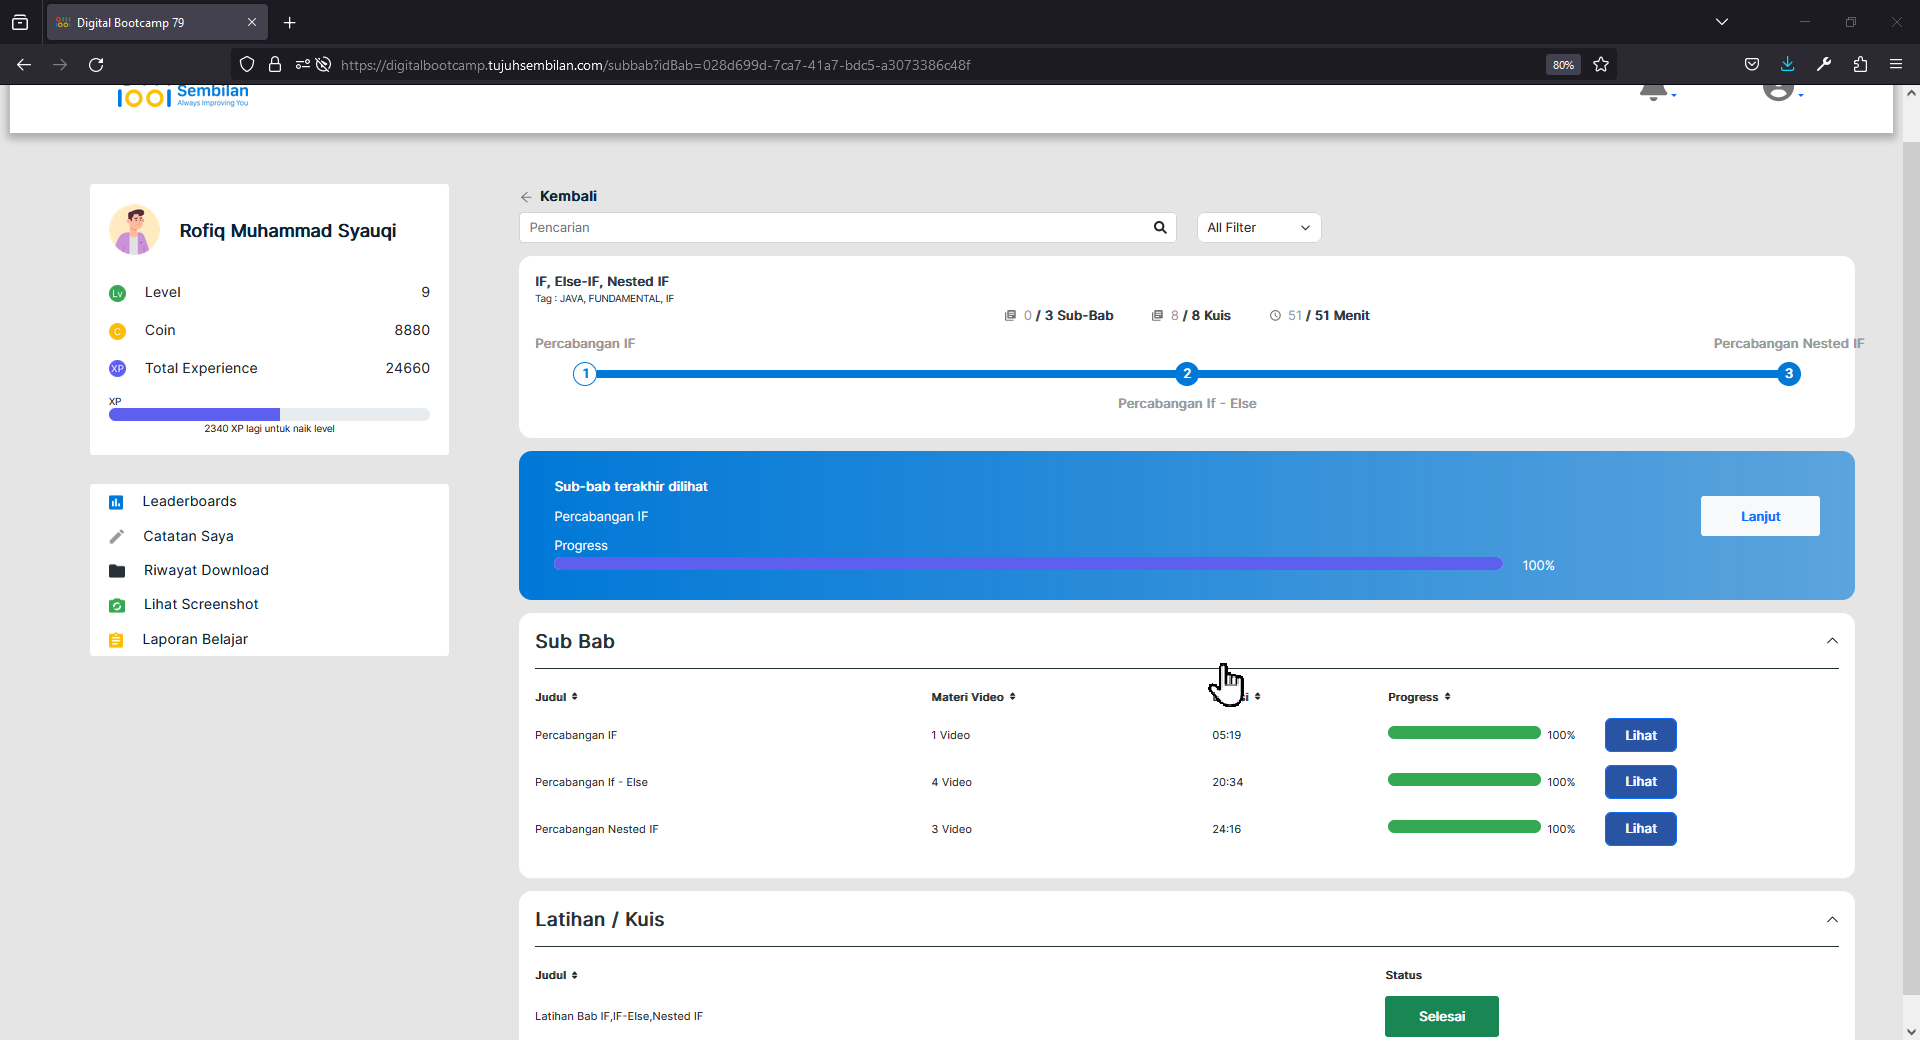 Digital Bootcamp 79
https://digitalbootcamp.tujuhsembilan.com/subbab?idBab=028d699d-7ca7-41a7-bdc5-a3073386c48f
80%
Sembilan
Always Improving You
Rofiq Muhammad Syauqi
Lv Level 9
C Coin 8880
XP Total Experience 24660
XP
2340 XP lagi untuk naik level
Leaderboards
Catatan Saya
Riwayat Download
Lihat Screenshot
Laporan Belajar
Kembali
Pencarian
All Filter
IF, Else-IF, Nested IF
Tag : JAVA, FUNDAMENTAL, IF
0 / 3 Sub-Bab 8 / 8 Kuis 51 / 51 Menit
Percabangan IF Percabangan Nested IF
1 2 3
Percabangan If - Else
Sub-bab terakhir dilihat
Percabangan IF
Lanjut
Progress
100%
Sub Bab
Judul Materi Video Progress
Percabangan IF 1 Video 05:19 100% Lihat
Percabangan If - Else 4 Video 20:34 100% Lihat
Percabangan Nested IF 3 Video 24:16 100% Lihat
Latihan / Kuis
Judul Status
Latihan Bab IF,IF-Else,Nested IF Selesai